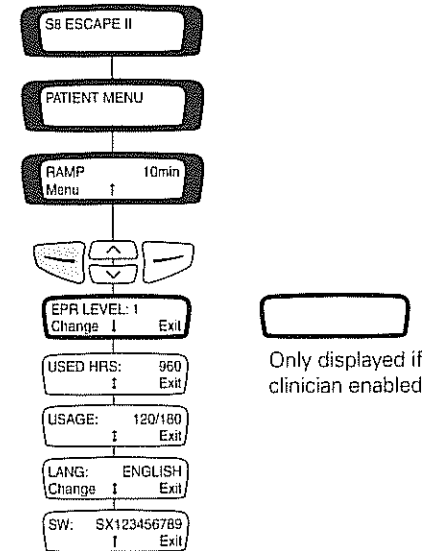 S8 ESCAPE II
PATIENT MENU
RAMP 10min
Menu ↕
EPR LEVEL: 1
Change ↓ Exit
USED HRS: 960
↕ Exit
USAGE: 120/180
↕ Exit
LANG: ENGLISH
Change ↕ Exit
SW: SX123456789
↑ Exit
Only displayed if
clinician enabled